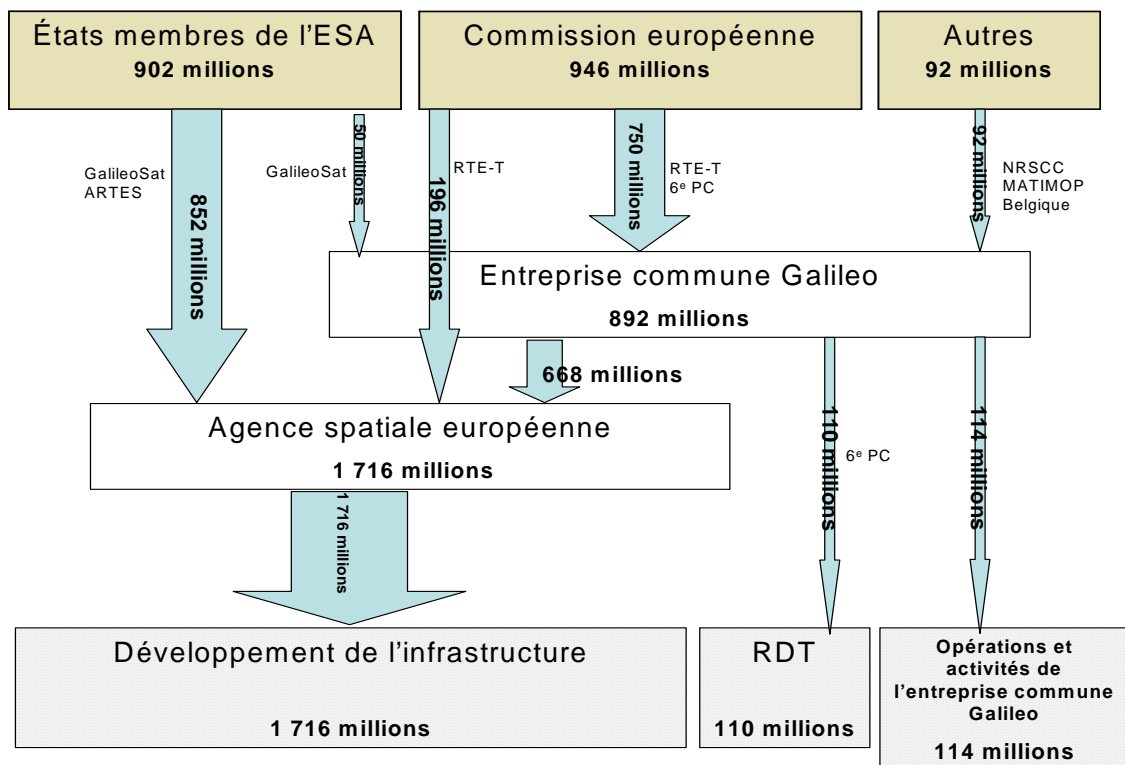 États membres de l'ESA
902 millions
Commission européenne
946 millions
Autres
92 millions
GalileoSat
ARTES
852 millions
GalileoSat
50 millions
RTE-T
196 millions
750 millions
RTE-T
6e PC
92 millions
NRSCC
MATIMOP
Belgique
Entreprise commune Galileo
892 millions
668 millions
Agence spatiale européenne
1 716 millions
110 millions
6e PC
114 millions
1 716 millions
Développement de l'infrastructure
1 716 millions
RDT
110 millions
Opérations et
activités de
l'entreprise commune
Galileo
114 millions